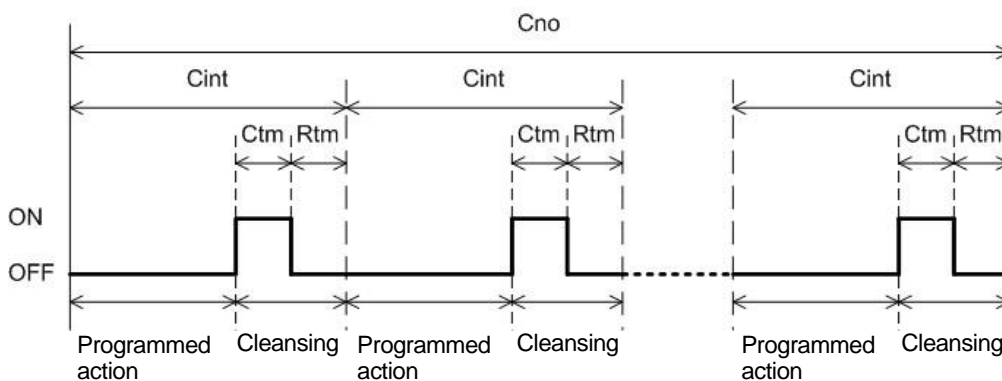 Cno
Cint Cint Cint
Ctm Rtm Ctm Rtm Ctm Rtm
ON
OFF
Programmed action Cleansing Programmed action Cleansing Programmed action Cleansing